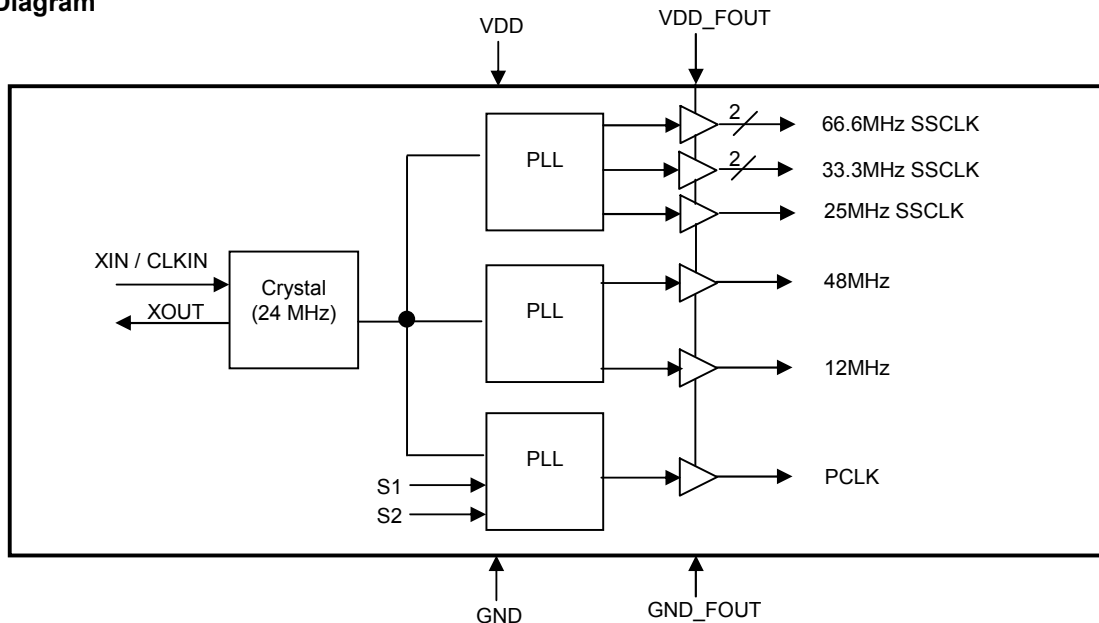 Diagram
VDD
VDD_FOUT
2
66.6MHz SSCLK
PLL
2
33.3MHz SSCLK
25MHz SSCLK
XIN / CLKIN
XOUT
Crystal
(24 MHz)
PLL
48MHz
12MHz
PLL
S1
S2
PCLK
GND
GND_FOUT